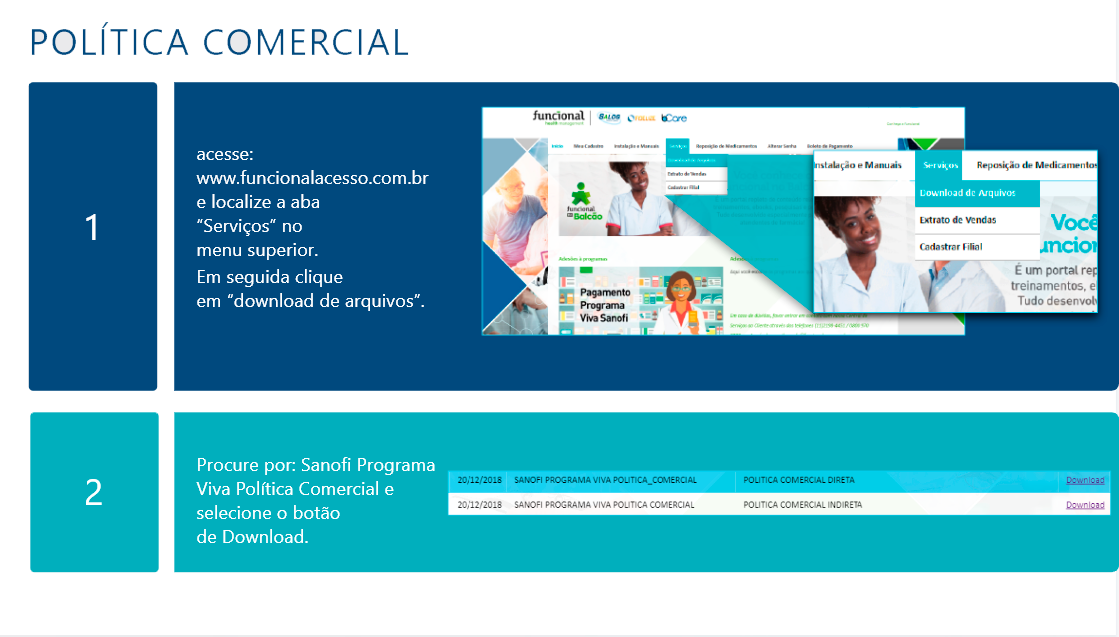 POLÍTICA COMERCIAL
1
acesse:
www.funcionalacesso.com.br
e localize a aba
“Serviços” no
menu superior.
Em seguida clique
em “download de arquivos”.
funcional
health management
bCare
Início Meu Cadastro Instalação e Manuais Serviços Reposição de Medicamentos Alterar Senha Boleto de Pagamento
Download de Arquivos
Extrato de Vendas
Cadastrar Filial
funcional
no Balcão
Adesões à programas
Pagamento
Programa
Viva Sanofi
Instalação e Manuais Serviços Reposição de Medicamentos
Download de Arquivos
Extrato de Vendas
Cadastrar Filial
Você
uncion
É um portal rep
treinamentos, e
Tudo desenvolv
2
Procure por: Sanofi Programa
Viva Política Comercial e
selecione o botão
de Download.
20/12/2018 SANOFI PROGRAMA VIVA POLITICA_COMERCIAL POLITICA COMERCIAL DIRETA Download
20/12/2018 SANOFI PROGRAMA VIVA POLITICA COMERCIAL POLITICA COMERCIAL INDIRETA Download